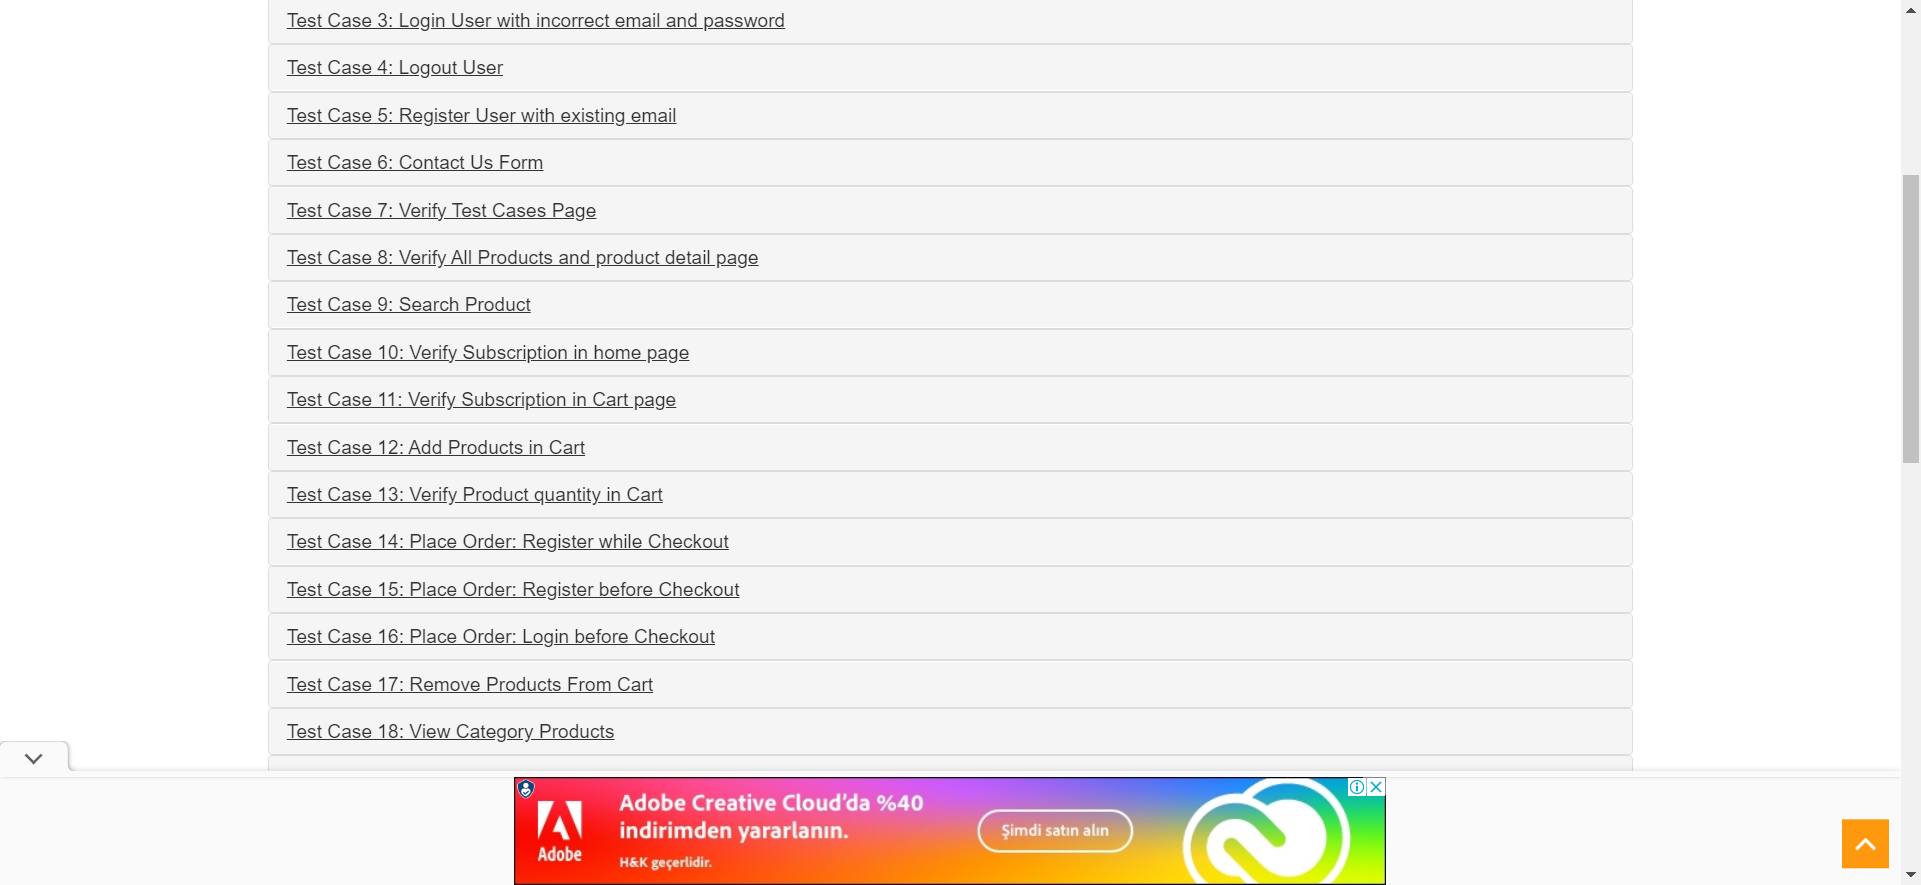 Test Case 3: Login User with incorrect email and password
Test Case 4: Logout User
Test Case 5: Register User with existing email
Test Case 6: Contact Us Form
Test Case 7: Verify Test Cases Page
Test Case 8: Verify All Products and product detail page
Test Case 9: Search Product
Test Case 10: Verify Subscription in home page
Test Case 11: Verify Subscription in Cart page
Test Case 12: Add Products in Cart
Test Case 13: Verify Product quantity in Cart
Test Case 14: Place Order: Register while Checkout
Test Case 15: Place Order: Register before Checkout
Test Case 16: Place Order: Login before Checkout
Test Case 17: Remove Products From Cart
Test Case 18: View Category Products
Adobe
Adobe Creative Cloud'da %40
indirimden yararlanın.
H&K geçerlidir.
Şimdi satın alın